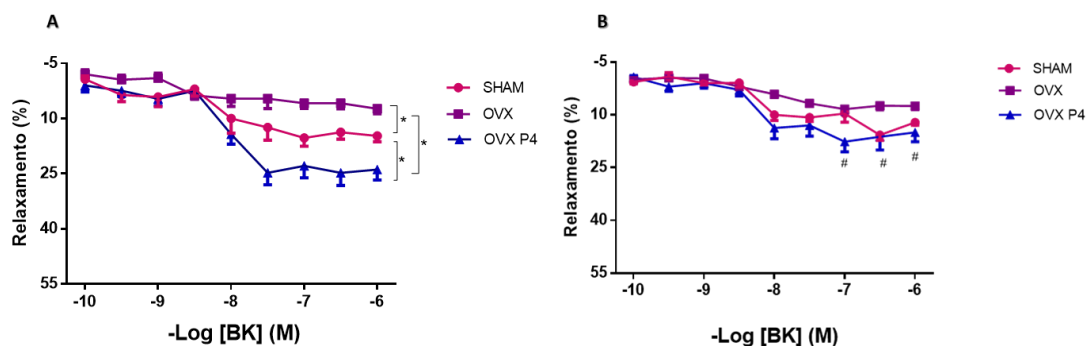 A
-5
10
25
40
55
Relaxamento (%)
-10 -9 -8 -7 -6
-Log [BK] (M)
SHAM
OVX
OVX P4
*
*
*
B
-5
10
25
40
55
Relaxamento (%)
-10 -9 -8 -7 -6
-Log [BK] (M)
SHAM
OVX
OVX P4
# # #